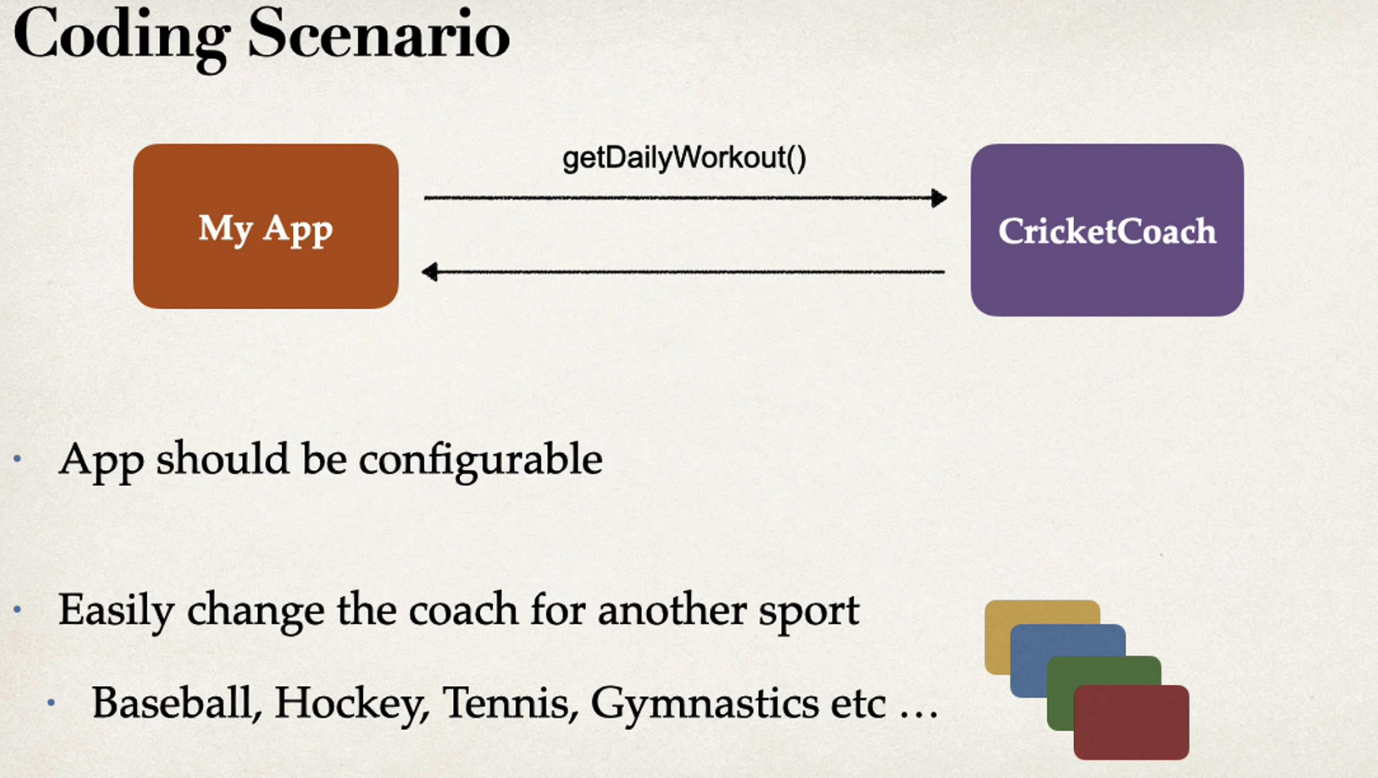 Coding Scenario
getDailyWorkout()
My App
CricketCoach
• App should be configurable
• Easily change the coach for another sport
• Baseball, Hockey, Tennis, Gymnastics etc …